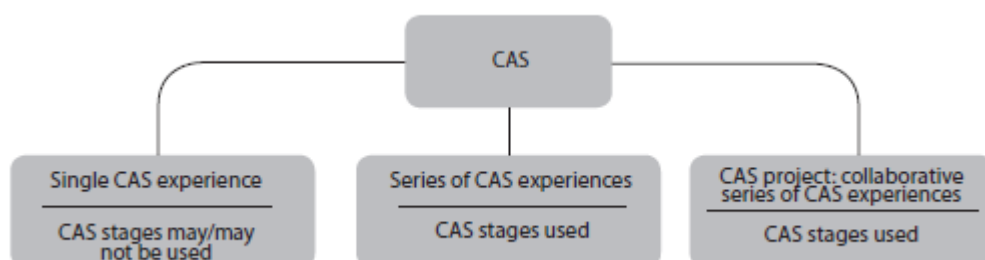 CAS
Single CAS experience
CAS stages may/may
not be used
Series of CAS experiences
CAS stages used
CAS project: collaborative
series of CAS experiences
CAS stages used